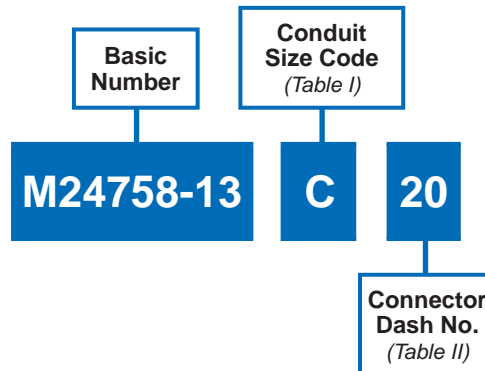 Basic
Number
Conduit
Size Code
(Table I)
M24758-13
C
20
Connector
Dash No.
(Table II)